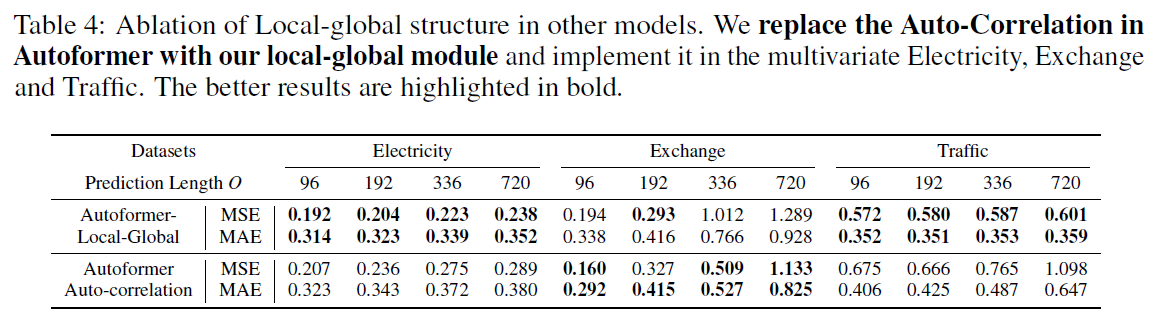 Table 4: Ablation of Local-global structure in other models. We replace the Auto-Correlation in
Autoformer with our local-global module and implement it in the multivariate Electricity, Exchange
and Traffic. The better results are highlighted in bold.
Datasets Electricity Exchange Traffic
Prediction Length O 96 192 336 720 96 192 336 720 96 192 336 720
Autoformer- MSE 0.192 0.204 0.223 0.238 0.194 0.293 1.012 1.289 0.572 0.580 0.587 0.601
Local-Global MAE 0.314 0.323 0.339 0.352 0.338 0.416 0.766 0.928 0.352 0.351 0.353 0.359
Autoformer MSE 0.207 0.236 0.275 0.289 0.160 0.327 0.509 1.133 0.675 0.666 0.765 1.098
Auto-correlation MAE 0.323 0.343 0.372 0.380 0.292 0.415 0.527 0.825 0.406 0.425 0.487 0.647